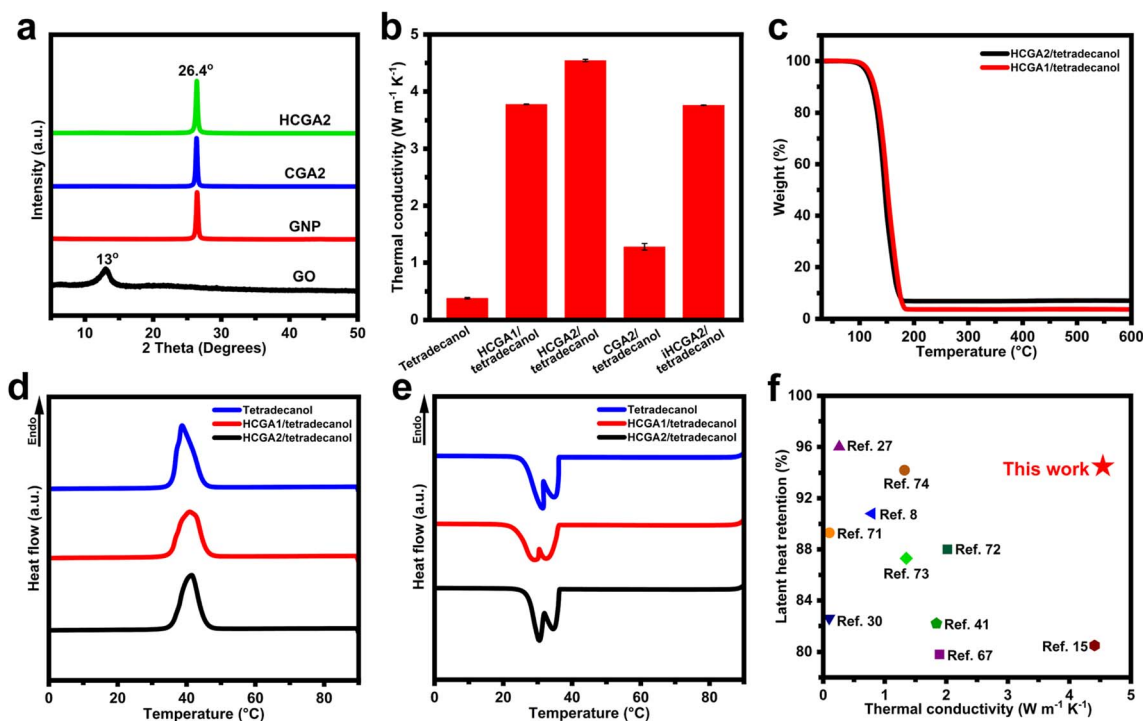 a
Intensity (a.u.)
26.4°
HCGA2
CGA2
GNP
13°
GO
10 20 30 40 50
2 Theta (Degrees)
b
Thermal conductivity (W m⁻¹ K⁻¹)
5
4
3
2
1
0
Tetradecanol
HCGA1/
tetradecanol
HCGA2/
tetradecanol
CGA2/
tetradecanol
IHCGA2/
tetradecanol
c
Weight (%)
100
80
60
40
20
0
HCGA2/tetradecanol
HCGA1/tetradecanol
100 200 300 400 500 600
Temperature (°C)
d
Endo
Heat flow (a.u.)
Tetradecanol
HCGA1/tetradecanol
HCGA2/tetradecanol
0 20 40 60 80
Temperature (°C)
e
Endo
Heat flow (a.u.)
Tetradecanol
HCGA1/tetradecanol
HCGA2/tetradecanol
0 20 40 60 80
Temperature (°C)
f
Latent heat retention (%)
100
96
92
88
84
80
Ref. 27
This work
Ref. 74
Ref. 8
Ref. 71
Ref. 72
Ref. 73
Ref. 30
Ref. 41
Ref. 67
Ref. 15
0 1 2 3 4 5
Thermal conductivity (W m⁻¹ K⁻¹)